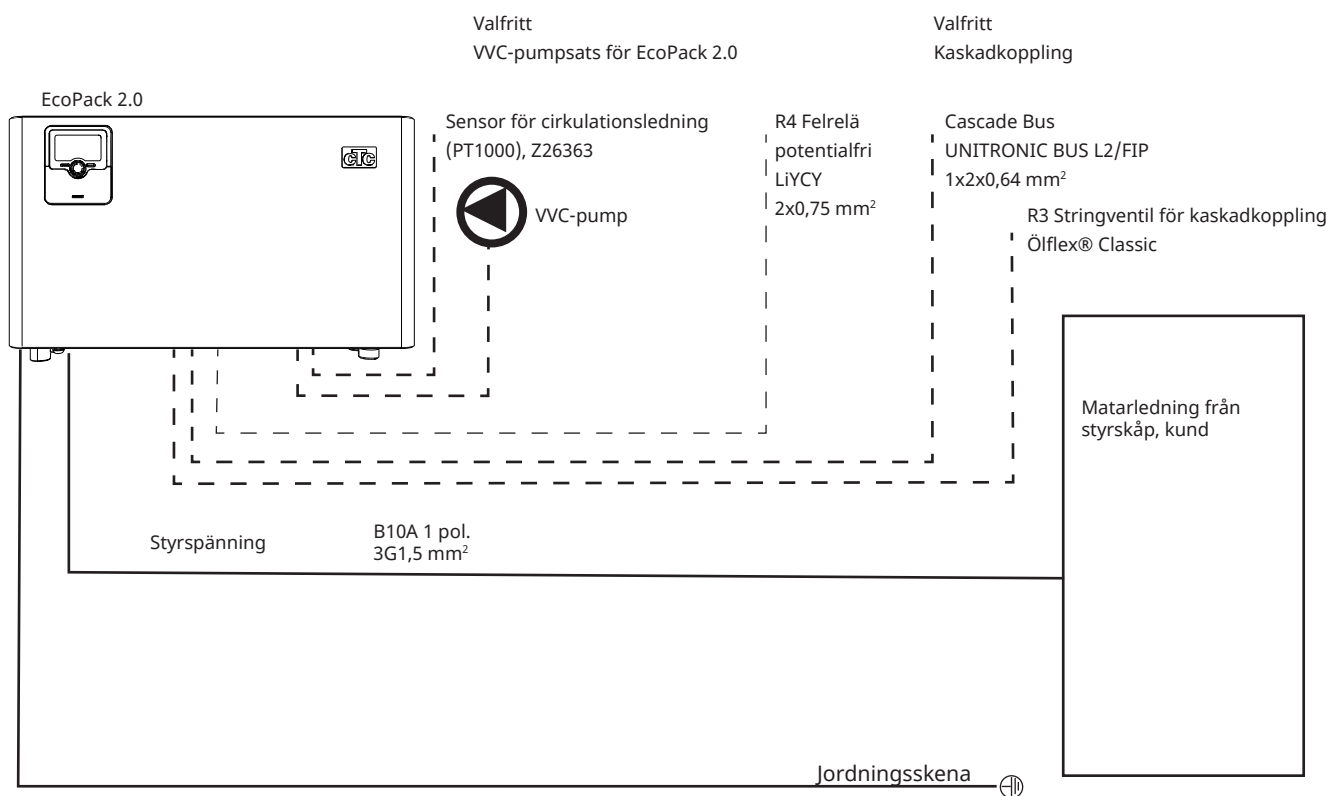 Valfritt
VVC-pumpsats för EcoPack 2.0
Valfritt
Kaskadkoppling
EcoPack 2.0
CTC
Sensor för cirkulationsledning
(PT1000), Z26363
VVC-pump
R4 Felrelä
potentialfri
LiYCY
2x0,75 mm²
Cascade Bus
UNITRONIC BUS L2/FIP
1x2x0,64 mm²
R3 Stringventil för kaskadkoppling
Ölflex® Classic
Matarledning från
styrskåp, kund
Styrspänning
B10A 1 pol.
3G1,5 mm²
Jordningsskena